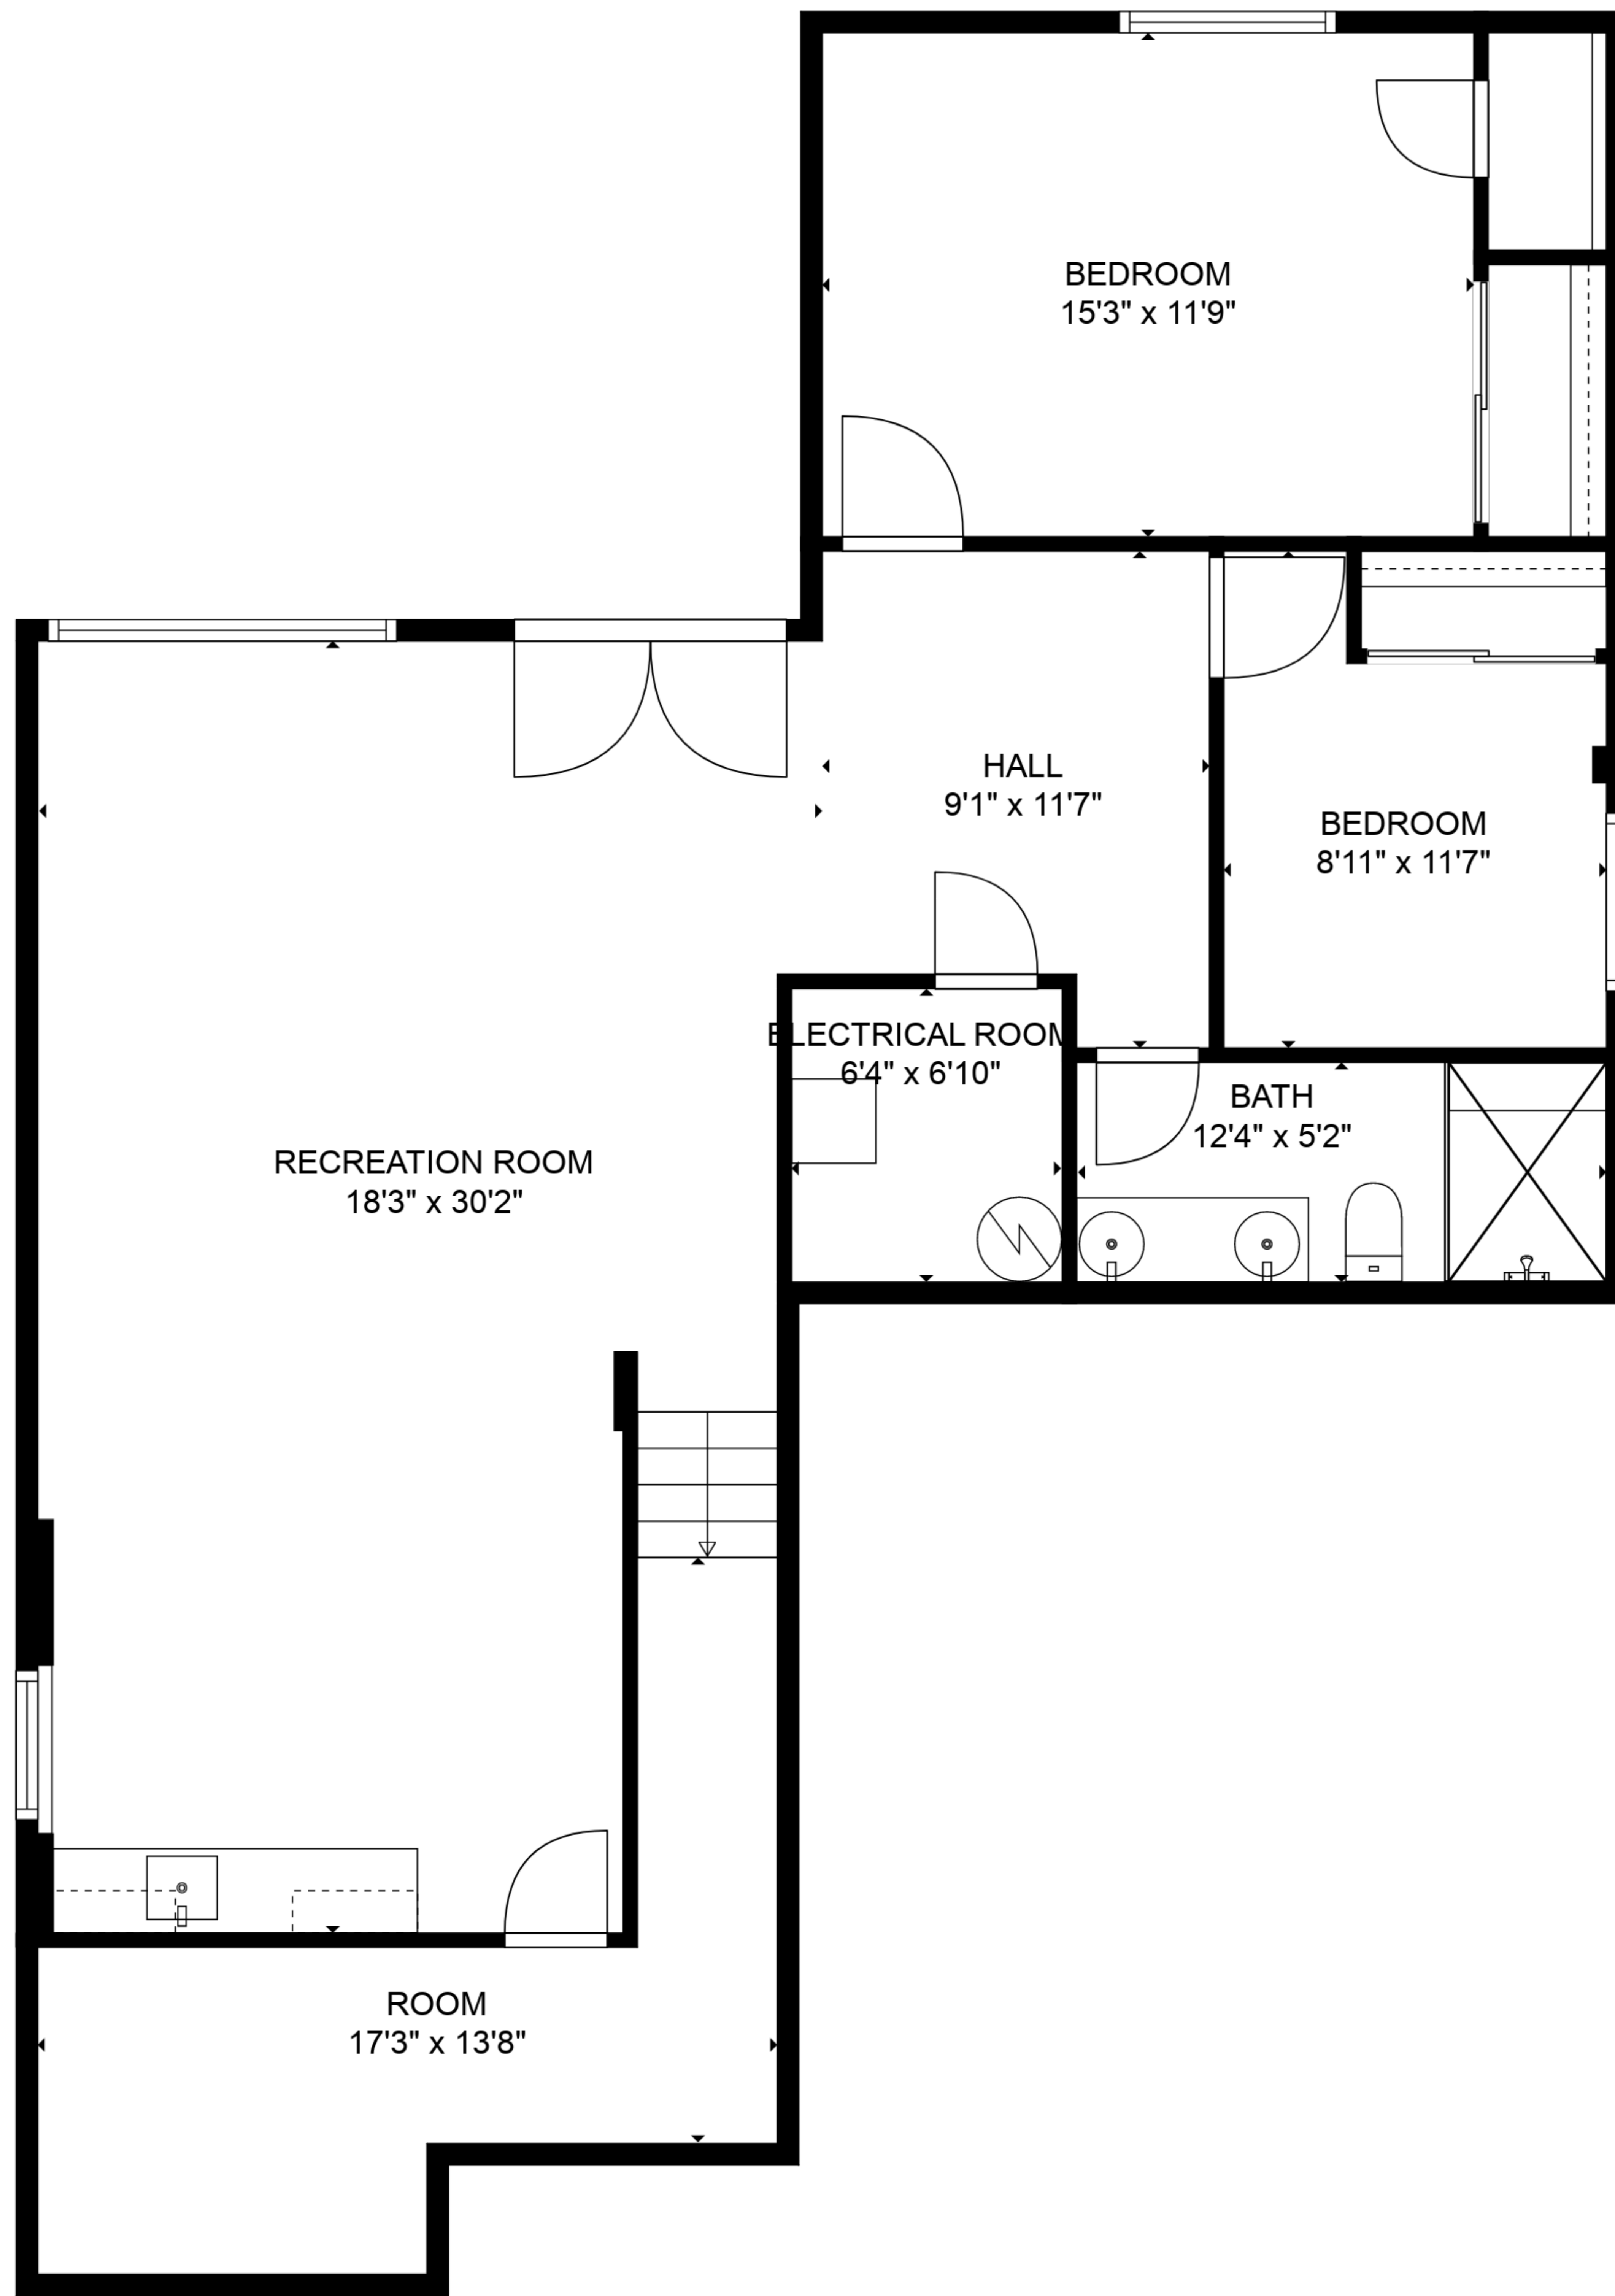 BEDROOM
15'3" x 11'9"
HALL
9'1" x 11'7"
BEDROOM
8'11" x 11'7"
ELECTRICAL ROOM
6'4" x 6'10"
BATH
12'4" x 5'2"
RECREATION ROOM
18'3" x 30'2"
ROOM
17'3" x 13'8"